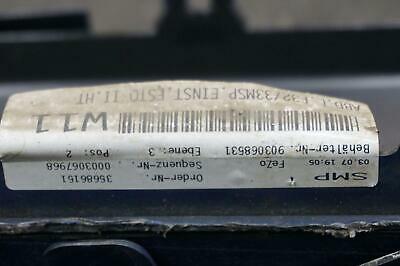 SMP Order-Nr. 35686151
03.07 19:05 FeZo Sequenz-Nr. 0003067968
Behälter-Nr. 9030068531 Ebene: 3 Pos: 2
W11
F32/33MSP.EINST.ESTO II.HT